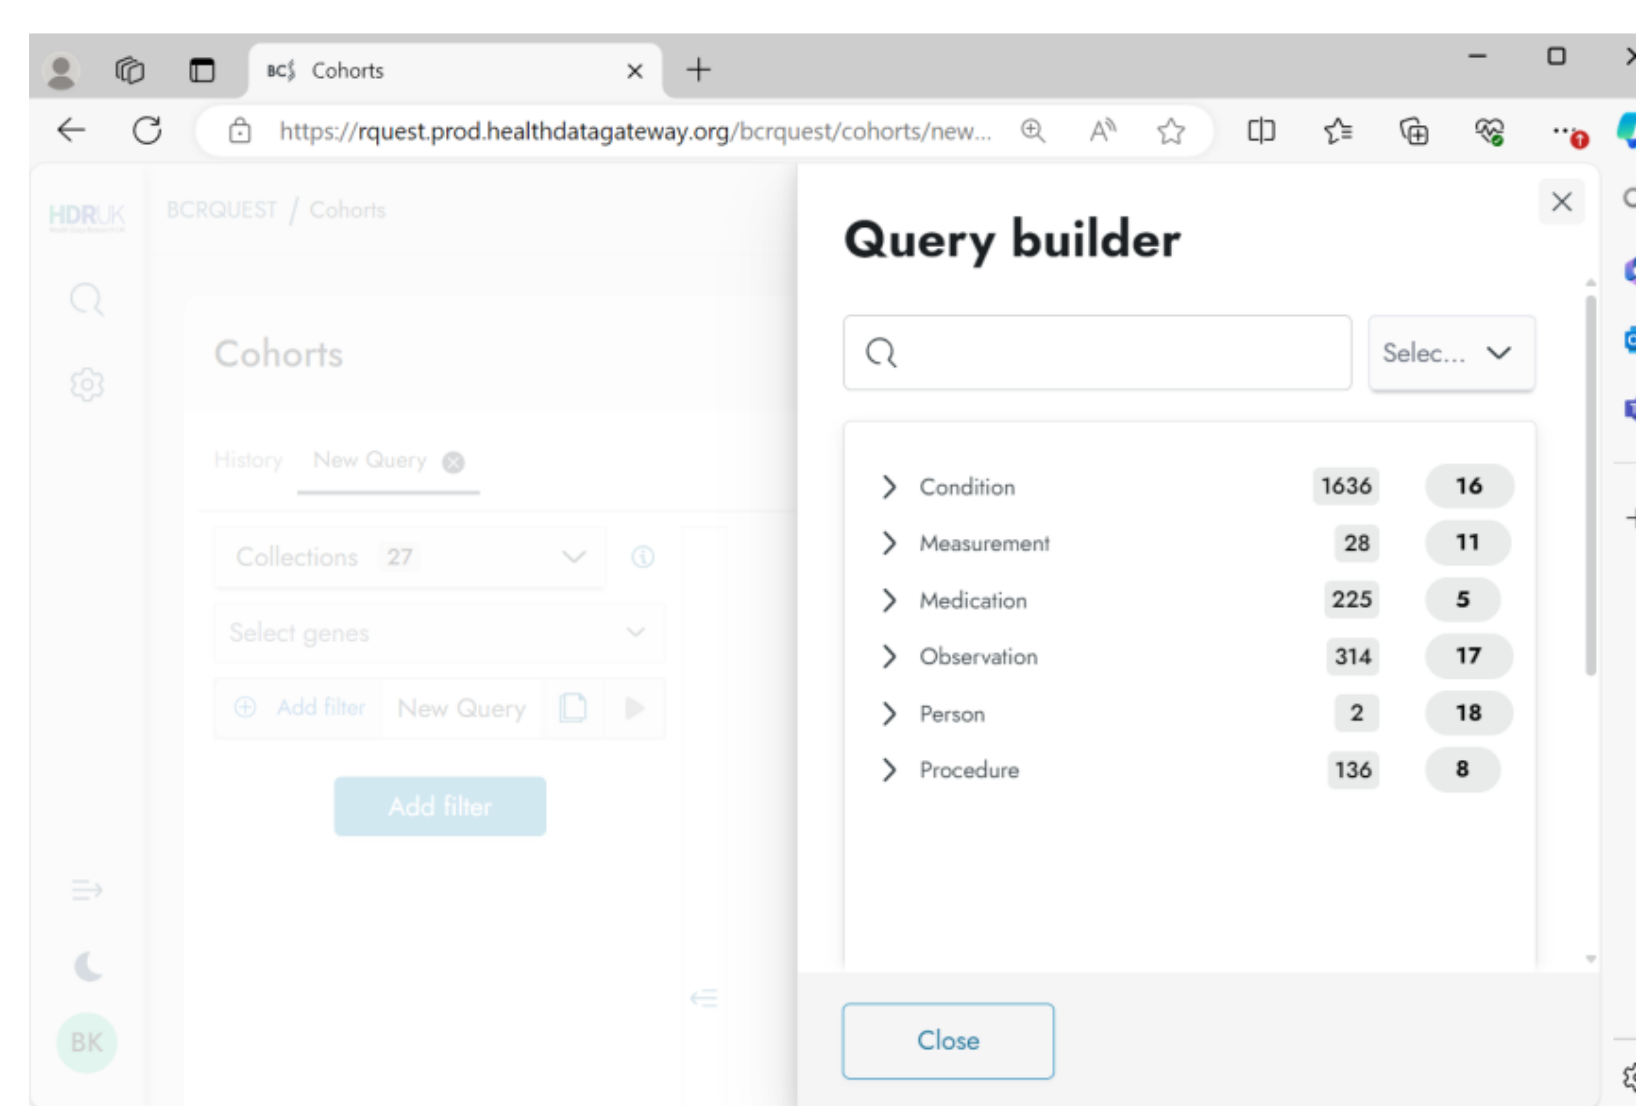 BC Cohorts
https://rquest.prod.healthdatagateway.org/bcrquest/cohorts/new...
HDRUK
BCRQUEST / Cohorts
Cohorts
History New Query
Collections 27
Select genes
Add filter New Query
Add filter
BK
Query builder
Selec...
Condition 1636 16
Measurement 28 11
Medication 225 5
Observation 314 17
Person 2 18
Procedure 136 8
Close